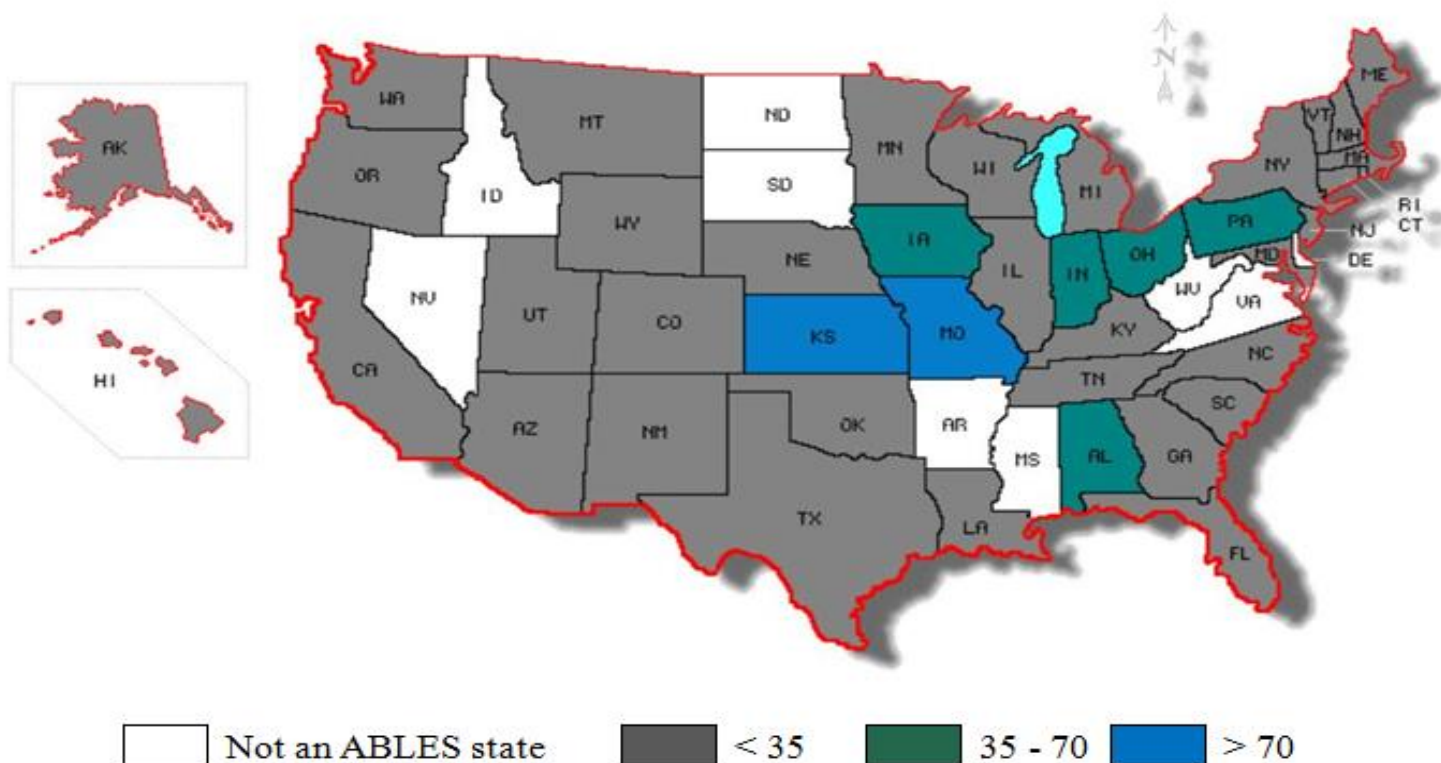 N
N
ME
WA
VT
ND
MT
NH
AK
MN
MA
OR
NY
WI
SD
ID
MI
RI
WY
PA
CT
NJ
IA
NE
OH
MD
DE
IL
IN
NV
WV
VA
UT
CO
KY
KS
MO
HI
CA
NC
TN
SC
OK
AR
AZ
NM
GA
MS
AL
TX
LA
FL
Not an ABLES state
< 35
35 - 70
> 70